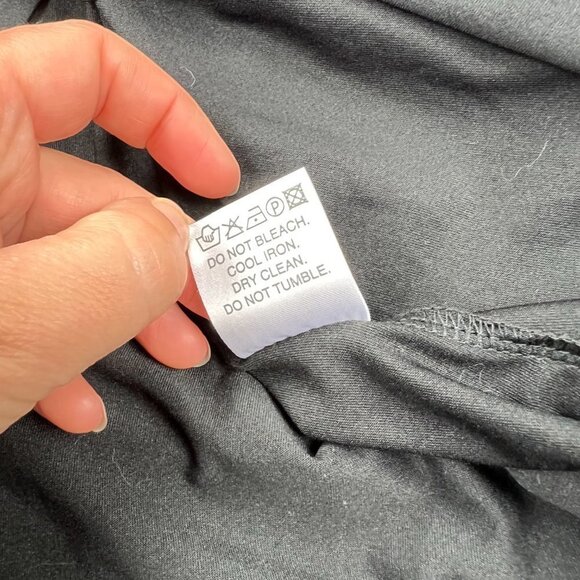 P
DO NOT BLEACH.
COOL IRON.
DRY CLEAN.
DO NOT TUMBLE.